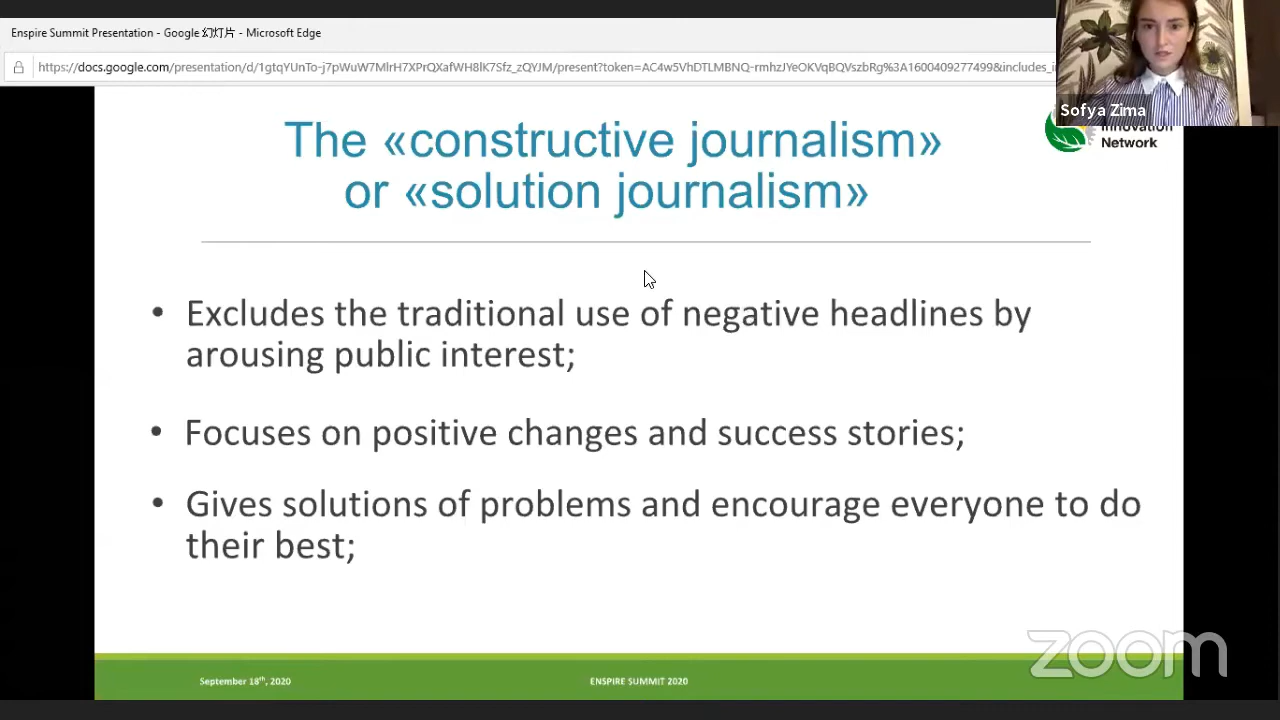 Enspire Summit Presentation - Google 幻灯片 - Microsoft Edge
https://docs.google.com/presentation/d/1gtqYUnTo-j7pWuW7MlrH7XPrQXafWH8lK7Sfz_zQYJM/present?token=AC4w5VhDTLMBNQ-rmhzJYeOKVqBQVszbRg%3A1600409277499&includes_i
Sofya Zima
Innovation
Network
The «constructive journalism»
or «solution journalism»
• Excludes the traditional use of negative headlines by
arousing public interest;
• Focuses on positive changes and success stories;
• Gives solutions of problems and encourage everyone to do
their best;
zoom
September 18th, 2020
ENSPIRE SUMMIT 2020